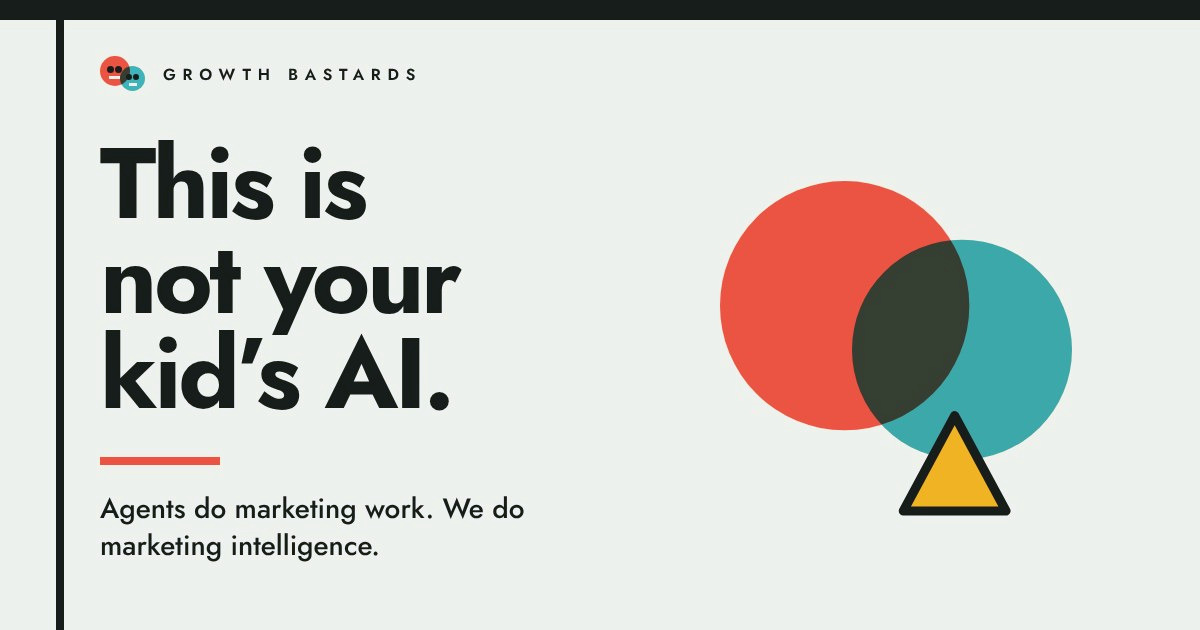 GROWTH BASTARDS
This is
not your
kid's AI.
Agents do marketing work. We do
marketing intelligence.